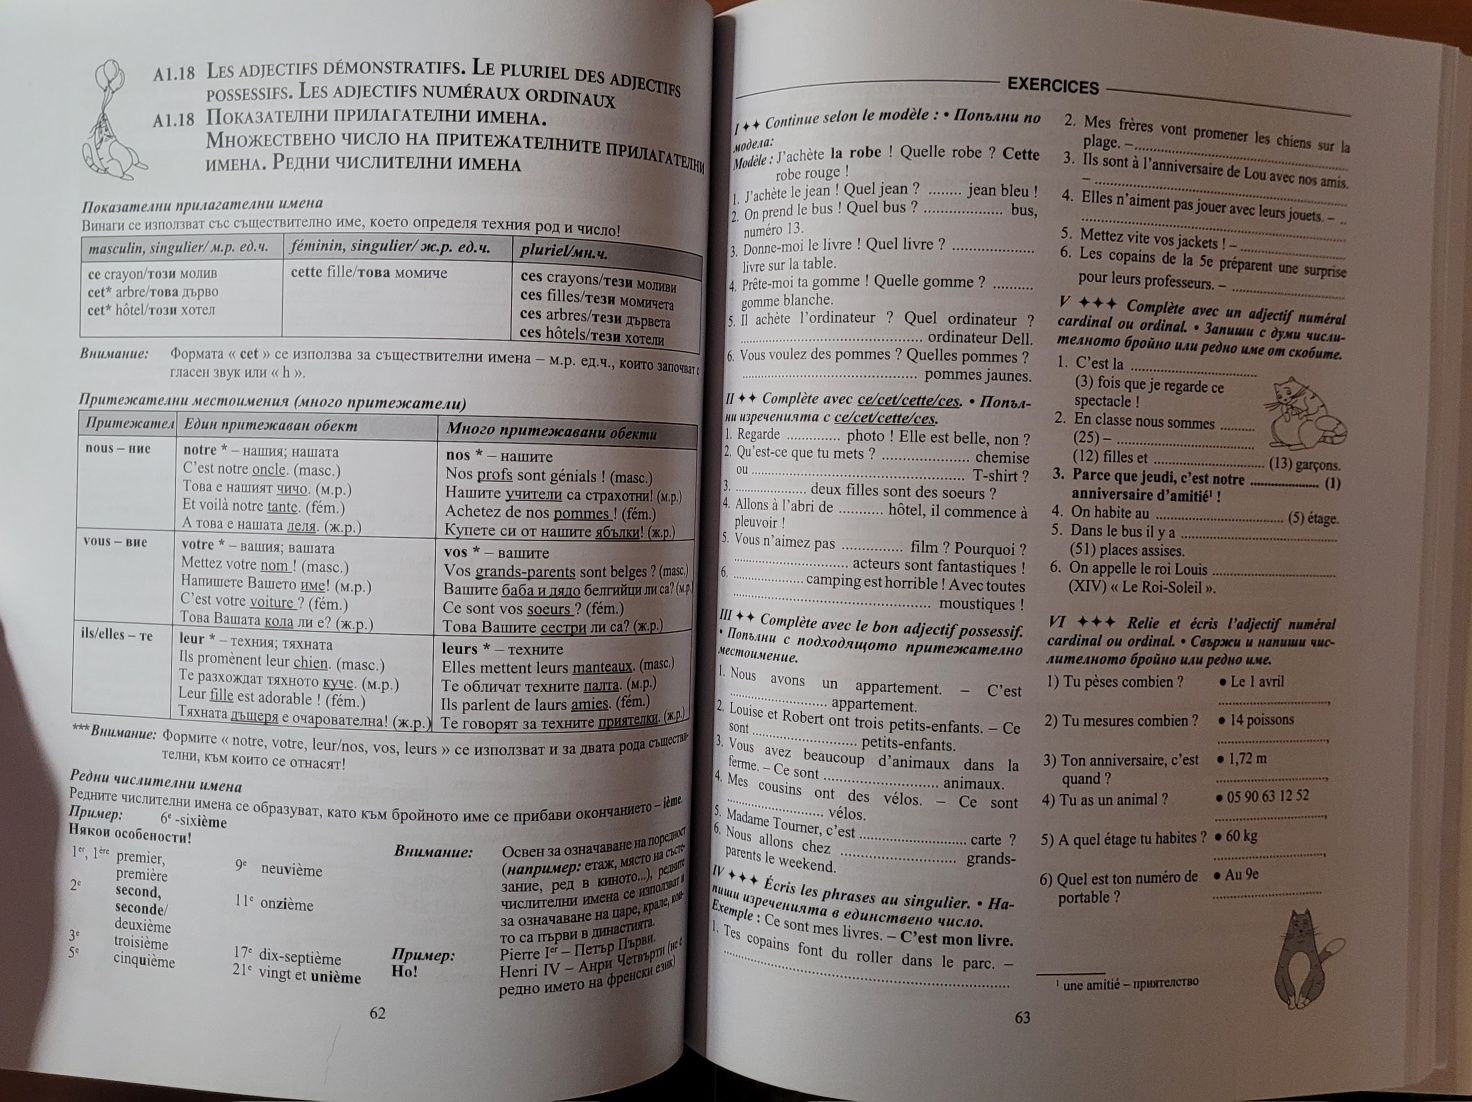 A1.18 LES ADJECTIFS DÉMONSTRATIFS. LE PLURIEL DES ADJECTIFS
POSSESSIFS. LES ADJECTIFS NUMÉRAUX ORDINAUX
A1.18 ПОКАЗАТЕЛНИ ПРИЛАГАТЕЛНИ ИМЕНА.
МНОЖЕСТВЕНО ЧИСЛО НА ПРИТЕЖАТЕЛНИТЕ ПРИЛАГАТЕЛНИ
ИМЕНА. РЕДНИ ЧИСЛИТЕЛНИ ИМЕНА
Показателни прилагателни имена
Винаги се използват със съществително име, което определя техния род и число!
masculin, singulier/ м.р. ед.ч.
féminin, singulier/ ж.р. ед.ч.
pluriel/мн.ч.
ce crayon/този молив
cet* arbre/това дърво
cet* hôtel/този хотел
cette fille/това момиче
ces crayons/тези моливи
ces filles/тези момичета
ces arbres/тези дървета
ces hôtels/тези хотели
Внимание: Формата « cet » се използва за съществителни имена – м.р. ед.ч., които започват с
гласен звук или « h ».
Притежателни местоимения (много притежатели)
Притежател
Един притежаван обект
Много притежавани обекти
nous – ние
notre * – нашия; нашата
C'est notre oncle. (masc.)
Това е нашият чичо. (м.р.)
Et voilà notre tante. (fém.)
А това е нашата леля. (ж.р.)
nos * – нашите
Nos profs sont génials ! (masc.)
Нашите учители са страхотни! (м.р.)
Achetez de nos pommes ! (fém.)
Купете си от нашите ябълки! (ж.р.)
vous – вие
votre * – вашия; вашата
Mettez votre nom ! (masc.)
Напишете Вашето име! (м.р.)
C'est votre voiture ? (fém.)
Това Вашата кола ли е? (ж.р.)
vos * – вашите
Vos grands-parents sont belges ? (masc.)
Вашите баба и дядо белгийци ли са? (м.р.)
Ce sont vos soeurs ? (fém.)
Това Вашите сестри ли са? (ж.р.)
ils/elles – те
leur * – техния; тяхната
Ils promènent leur chien. (masc.)
Те разхождат тяхното куче. (м.р.)
Leur fille est adorable ! (fém.)
Тяхната дъщеря е очарователна! (ж.р.)
leurs * – техните
Elles mettent leurs manteaux. (masc.)
Те обличат техните палта. (м.р.)
Ils parlent de laurs amies. (fém.)
Те говорят за техните приятелки. (ж.р.)
***Внимание: Формите « notre, votre, leur/nos, vos, leurs » се използват и за двата рода съществи-
телни, към които се отнасят!
Редни числителни имена
Редните числителни имена се образуват, като към бройното име се прибави окончанието – ième.
Пример: 6e -sixième
Някои особености!
1er, 1ère premier,
première
2e second,
seconde/
deuxième
3e troisième
5e cinquième
9e neuvième
11e onzième
17e dix-septième
21e vingt et unième
Внимание: Освен за означаване на поредност
(например: етаж, място на състе-
зание, ред в киното...), редните
числителни имена се използват и
за означаване на царе, крале, кои-
то са първи в династията.
Пример: Pierre Ier – Петър Първи.
Но! Henri IV – Анри Четвърти (не е
редно името на френски език)
62
EXERCICES
I ✦✦ Continue selon le modèle : • Попълни по
модела:
Modèle : J'achète la robe ! Quelle robe ? Cette
robe rouge !
1. J'achète le jean ! Quel jean ? ........ jean bleu !
2. On prend le bus ! Quel bus ? ................... bus,
numéro 13.
3. Donne-moi le livre ! Quel livre ? ...................
livre sur la table.
4. Prête-moi ta gomme ! Quelle gomme ? ..........
gomme blanche.
5. Il achète l'ordinateur ? Quel ordinateur ?
.......................................... ordinateur Dell.
6. Vous voulez des pommes ? Quelles pommes ?
.......................................... pommes jaunes.
II ✦✦ Complète avec ce/cet/cette/ces. • Попъл-
ни изреченията с ce/cet/cette/ces.
1. Regarde ............. photo ! Elle est belle, non ?
2. Qu'est-ce que tu mets ? ..................... chemise
ou ................................................... T-shirt ?
3. ................. deux filles sont des soeurs ?
4. Allons à l'abri de .......... hôtel, il commence à
pleuvoir !
5. Vous n'aimez pas .............. film ? Pourquoi ?
........................... acteurs sont fantastiques !
6. ................. camping est horrible ! Avec toutes
............................................... moustiques !
III ✦✦ Complète avec le bon adjectif possessif.
• Попълни с подходящото притежателно
местоимение.
1. Nous avons un appartement. – C'est
....................... appartement.
2. Louise et Robert ont trois petits-enfants. – Ce
sont ......................... petits-enfants.
3. Vous avez beaucoup d'animaux dans la
ferme. – Ce sont ........................... animaux.
4. Mes cousins ont des vélos. – Ce sont
....................... vélos.
5. Madame Tourner, c'est .......................... carte ?
6. Nous allons chez ........................... grands-
parents le weekend.
IV ✦✦✦ Écris les phrases au singulier. • На-
пиши изреченията в единствено число.
Exemple : Ce sont mes livres. – C'est mon livre.
1. Tes copains font du roller dans le parc. –
.....................................................................
2. Mes frères vont promener les chiens sur la
plage. – ......................................................
3. Ils sont à l'anniversaire de Lou avec nos amis.
– ................................................................
4. Elles n'aiment pas jouer avec leurs jouets. – ..
.....................................................................
5. Mettez vite vos jackets ! – ..........................
6. Les copains de la 5e préparent une surprise
pour leurs professeurs. – ...........................
V ✦✦✦ Complète avec un adjectif numéral
cardinal ou ordinal. • Запиши с думи числи-
телното бройно или редно име от скобите.
1. C'est la ................................
(3) fois que je regarde ce
spectacle !
2. En classe nous sommes .........
(25) – ................................
(12) filles et ............................ (13) garçons.
3. Parce que jeudi, c'est notre .................. (1)
anniversaire d'amitié1 !
4. On habite au ................................ (5) étage.
5. Dans le bus il y a ......................................
(51) places assises.
6. On appelle le roi Louis ..............................
(XIV) « Le Roi-Soleil ».
VI ✦✦✦ Relie et écris l'adjectif numéral
cardinal ou ordinal. • Свържи и напиши чис-
лителното бройно или редно име.
1) Tu pèses combien ? • Le 1 avril
..........................,
2) Tu mesures combien ? • 14 poissons
..........................,
3) Ton anniversaire, c'est • 1,72 m
quand ? ..........................,
4) Tu as un animal ? • 05 90 63 12 52
..........................,
5) A quel étage tu habites ? • 60 kg
..........................,
6) Quel est ton numéro de • Au 9e
portable ? ..........................
1 une amitié – приятелство
63